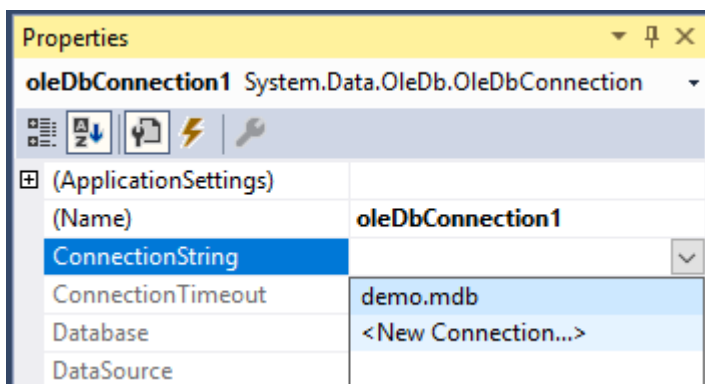 Properties
oleDbConnection1 System.Data.OleDb.OleDbConnection
(ApplicationSettings)
(Name) oleDbConnection1
ConnectionString
ConnectionTimeout demo.mdb
Database <New Connection...>
DataSource